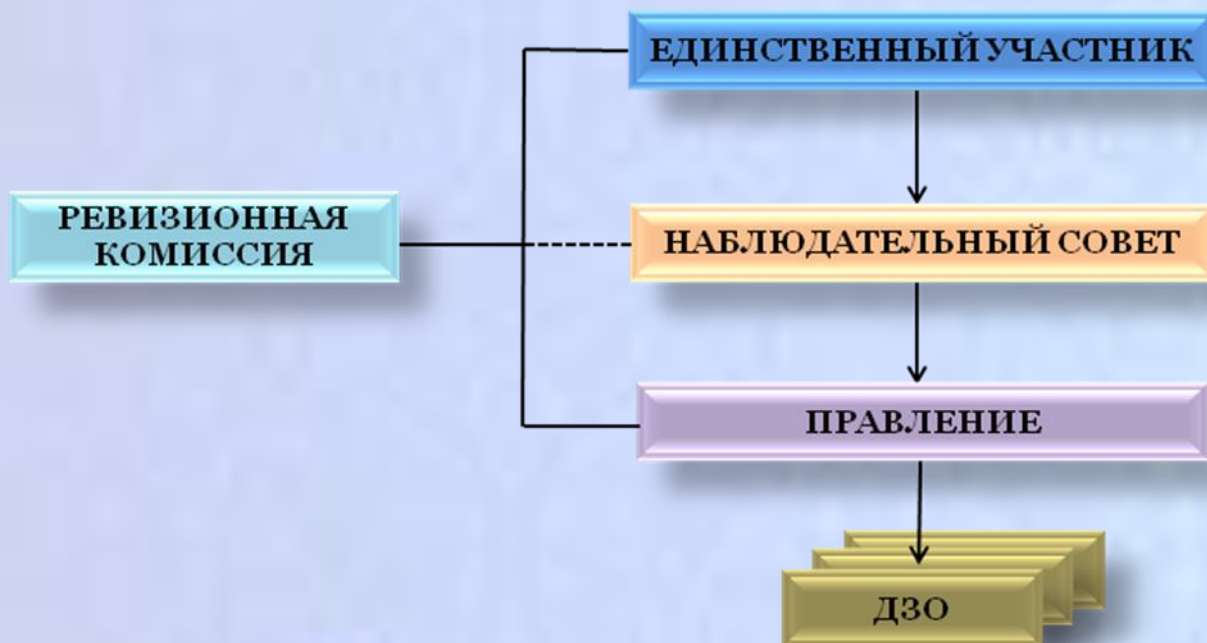 ЕДИНСТВЕННЫЙ УЧАСТНИК
РЕВИЗИОННАЯ
КОМИССИЯ
НАБЛЮДАТЕЛЬНЫЙ СОВЕТ
ПРАВЛЕНИЕ
ДЗО